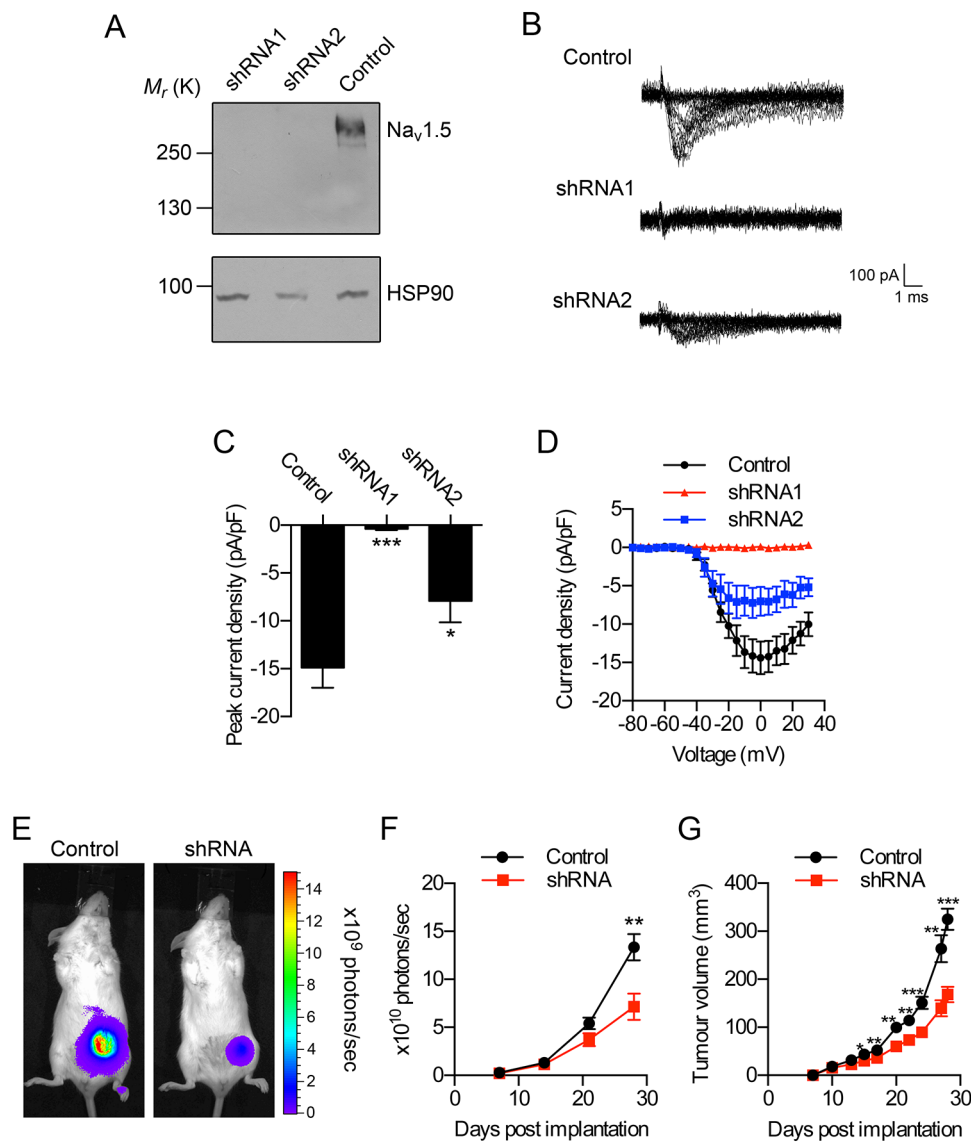 A
shRNA1
shRNA2
Control
Mr (K)
Nav1.5
250
130
100
HSP90
B
Control
shRNA1
shRNA2
100 pA
1 ms
C
Control
shRNA1
shRNA2
0
-5
-10
-15
-20
Peak current density (pA/pF)
***
*
D
Control
shRNA1
shRNA2
5
0
-5
-10
-15
-20
Current density (pA/pF)
-80 -60 -40 -20 0 20 40
Voltage (mV)
E
Control
shRNA
14
12
10
8
6
4
2
0
x10⁹ photons/sec
F
Control
shRNA
20
15
10
5
0
x10¹⁰ photons/sec
**
0 10 20 30
Days post implantation
G
Control
shRNA
400
300
200
100
0
Tumour volume (mm³)
* ** ** ** *** ** ***
0 10 20 30
Days post implantation